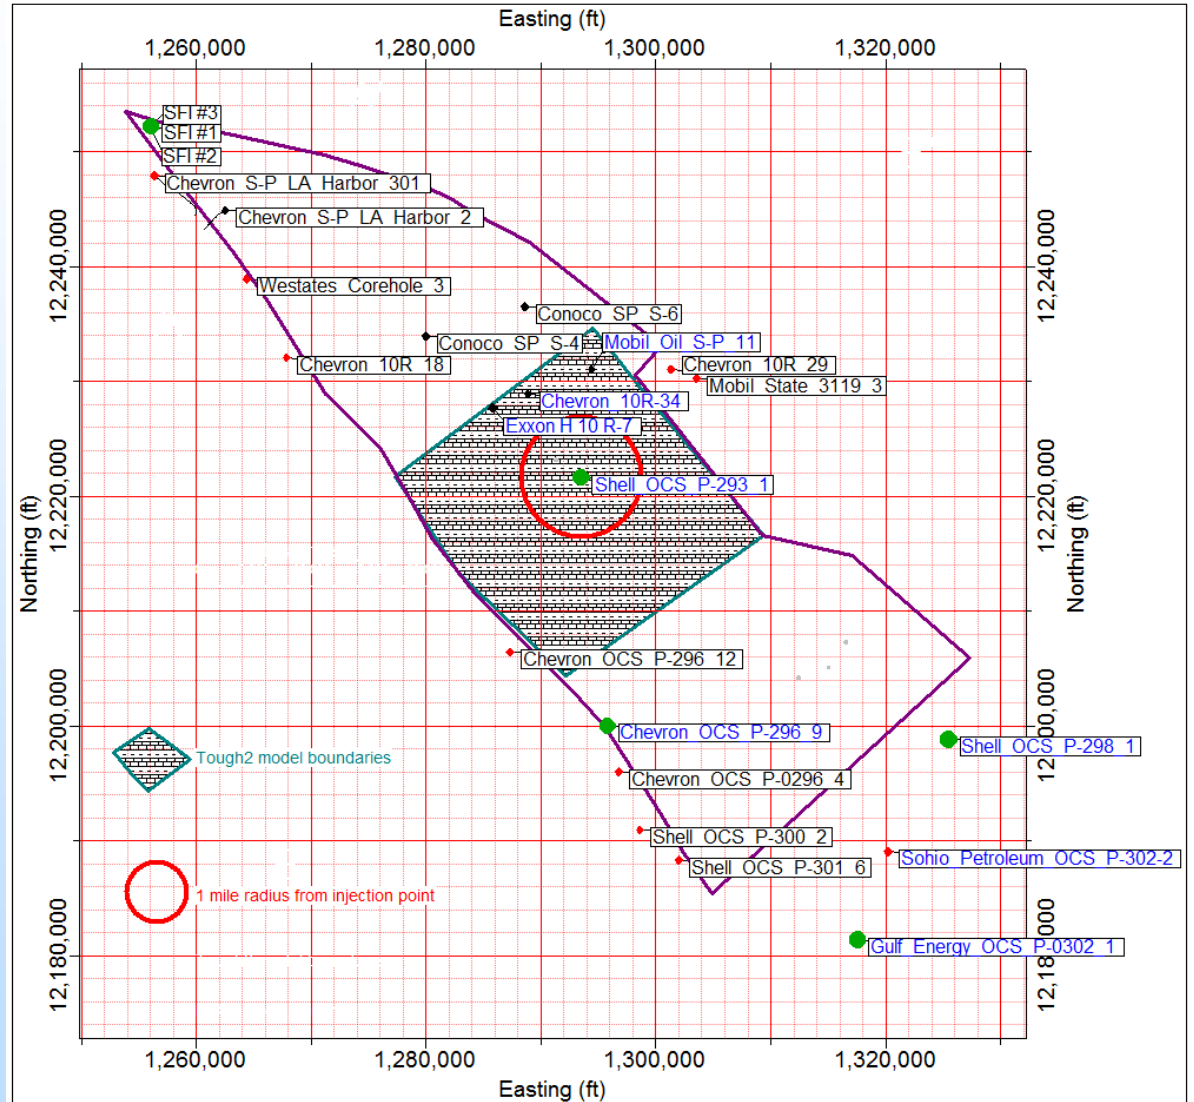 Easting (ft)
1,260,000 1,280,000 1,300,000 1,320,000
SFI #3
SFI #1
SFI #2
Chevron S-P LA Harbor 301
Chevron S-P LA Harbor 2
12,240,000
12,240,000
Westates Corehole 3
Conoco SP S-6
Conoco SP S-4
Mobil Oil S-P 11
Chevron 10R 18
Chevron 10R 29
Mobil State 3119 3
Chevron 10R-34
Exxon H 10 R-7
Shell OCS P-293 1
12,220,000
12,220,000
Northing (ft)
Northing (ft)
Chevron OCS P-296 12
12,200,000
12,200,000
Chevron OCS P-296 9
Shell OCS P-298 1
Tough2 model boundaries
Chevron OCS P-0296 4
Shell OCS P-300 2
Shell OCS P-301 6
Sohio Petroleum OCS P-302-2
1 mile radius from injection point
12,180,000
12,180,000
Gulf Energy OCS P-0302 1
1,260,000 1,280,000 1,300,000 1,320,000
Easting (ft)